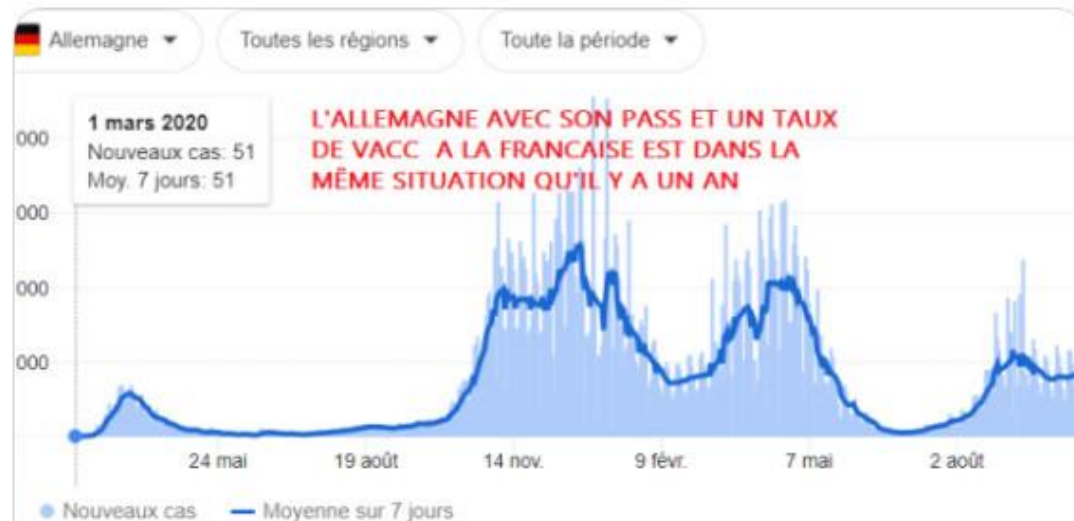 Allemagne
Toutes les régions
Toute la période
1 mars 2020
Nouveaux cas: 51
Moy. 7 jours: 51
L'ALLEMAGNE AVEC SON PASS ET UN TAUX
DE VACC A LA FRANCAISE EST DANS LA
MÊME SITUATION QU'IL Y A UN AN
000
000
000
000
24 mai
19 août
14 nov.
9 févr.
7 mai
2 août
Nouveaux cas
Moyenne sur 7 jours